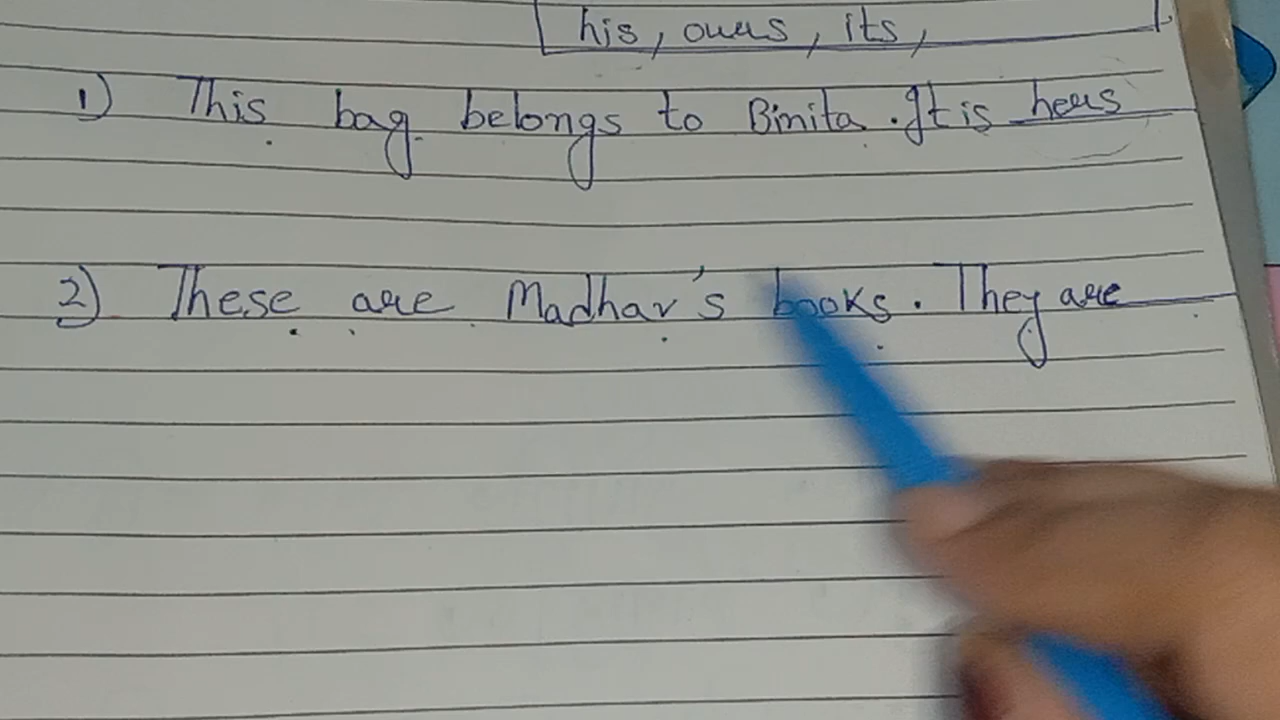 his, ours, its,
1) This bag belongs to Binita. It is hers
2) These are Madhav's books. They are